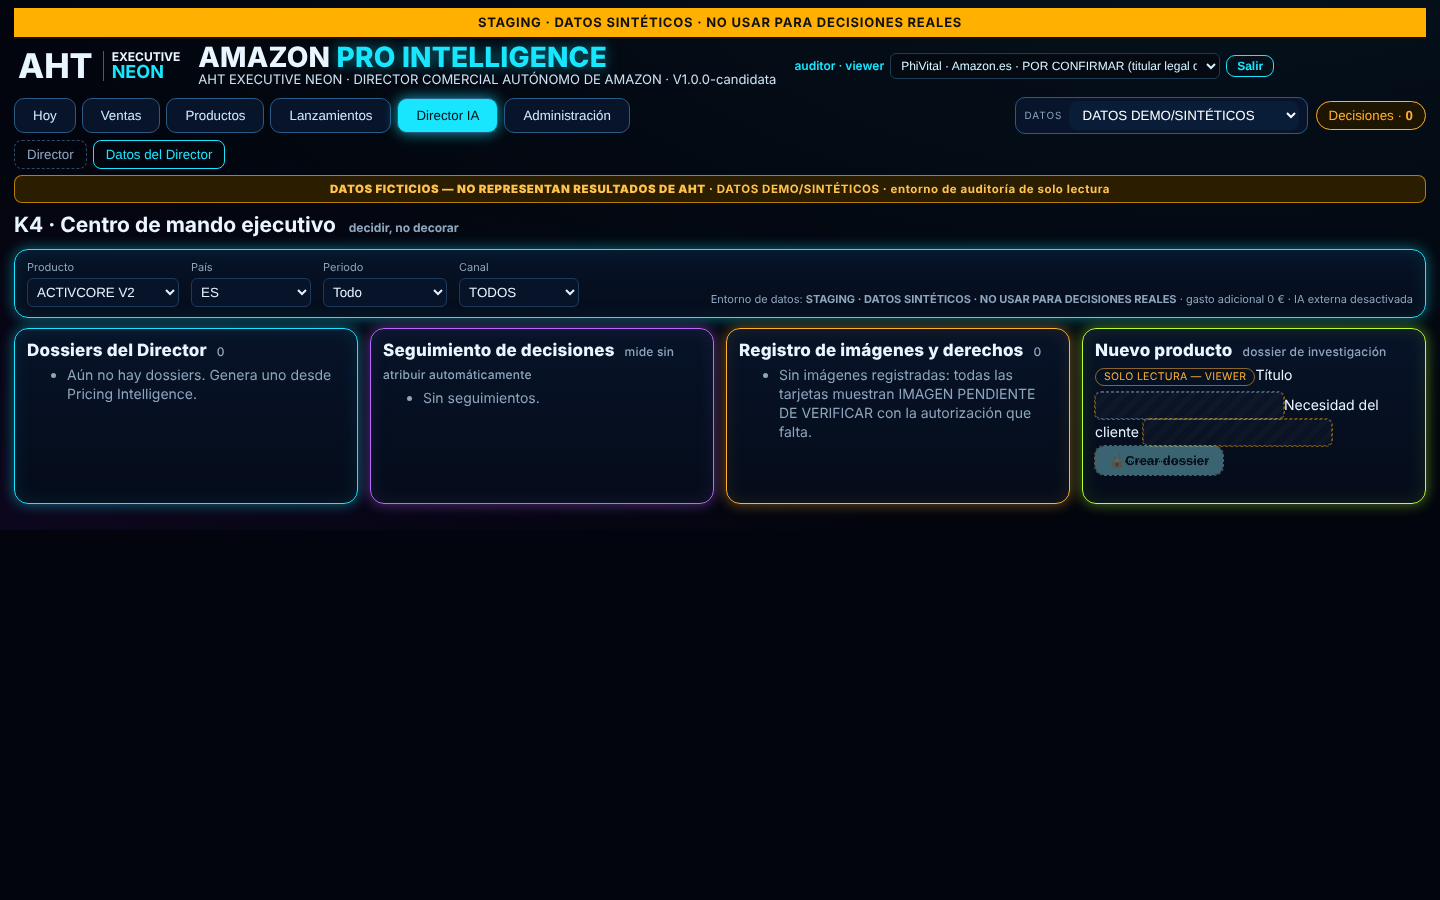 STAGING · DATOS SINTÉTICOS · NO USAR PARA DECISIONES REALES
AHT EXECUTIVE NEON
AMAZON PRO INTELLIGENCE
AHT EXECUTIVE NEON · DIRECTOR COMERCIAL AUTÓNOMO DE AMAZON · V1.0.0-candidata
auditor · viewer
PhiVital · Amazon.es · POR CONFIRMAR (titular legal c
Salir
Hoy
Ventas
Productos
Lanzamientos
Director IA
Administración
DATOS
DATOS DEMO/SINTÉTICOS
Decisiones · 0
Director
Datos del Director
DATOS FICTICIOS — NO REPRESENTAN RESULTADOS DE AHT · DATOS DEMO/SINTÉTICOS · entorno de auditoría de solo lectura
K4 · Centro de mando ejecutivo decidir, no decorar
Producto
ACTIVCORE V2
País
ES
Periodo
Todo
Canal
TODOS
Entorno de datos: STAGING · DATOS SINTÉTICOS · NO USAR PARA DECISIONES REALES · gasto adicional 0 € · IA externa desactivada
Dossiers del Director 0
Aún no hay dossiers. Genera uno desde
Pricing Intelligence.
Seguimiento de decisiones mide sin
atribuir automáticamente
Sin seguimientos.
Registro de imágenes y derechos 0
Sin imágenes registradas: todas las
tarjetas muestran IMAGEN PENDIENTE
DE VERIFICAR con la autorización que
falta.
Nuevo producto dossier de investigación
SOLO LECTURA — VIEWER Título
Necesidad del
cliente
Crear dossier